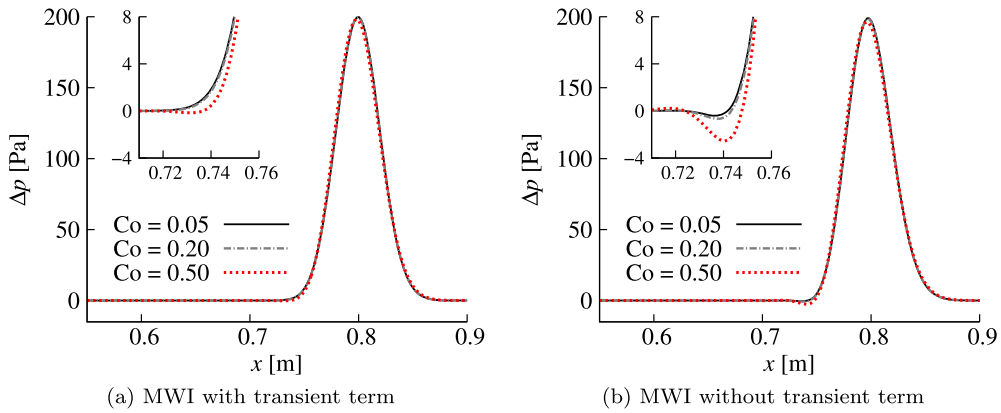 200
150
100
50
0
Δp [Pa]
8
4
0
−4
0.72 0.74 0.76
Co = 0.05
Co = 0.20
Co = 0.50
0.6 0.7 0.8 0.9
x [m]
(a) MWI with transient term
200
150
100
50
0
Δp [Pa]
8
4
0
−4
0.72 0.74 0.76
Co = 0.05
Co = 0.20
Co = 0.50
0.6 0.7 0.8 0.9
x [m]
(b) MWI without transient term